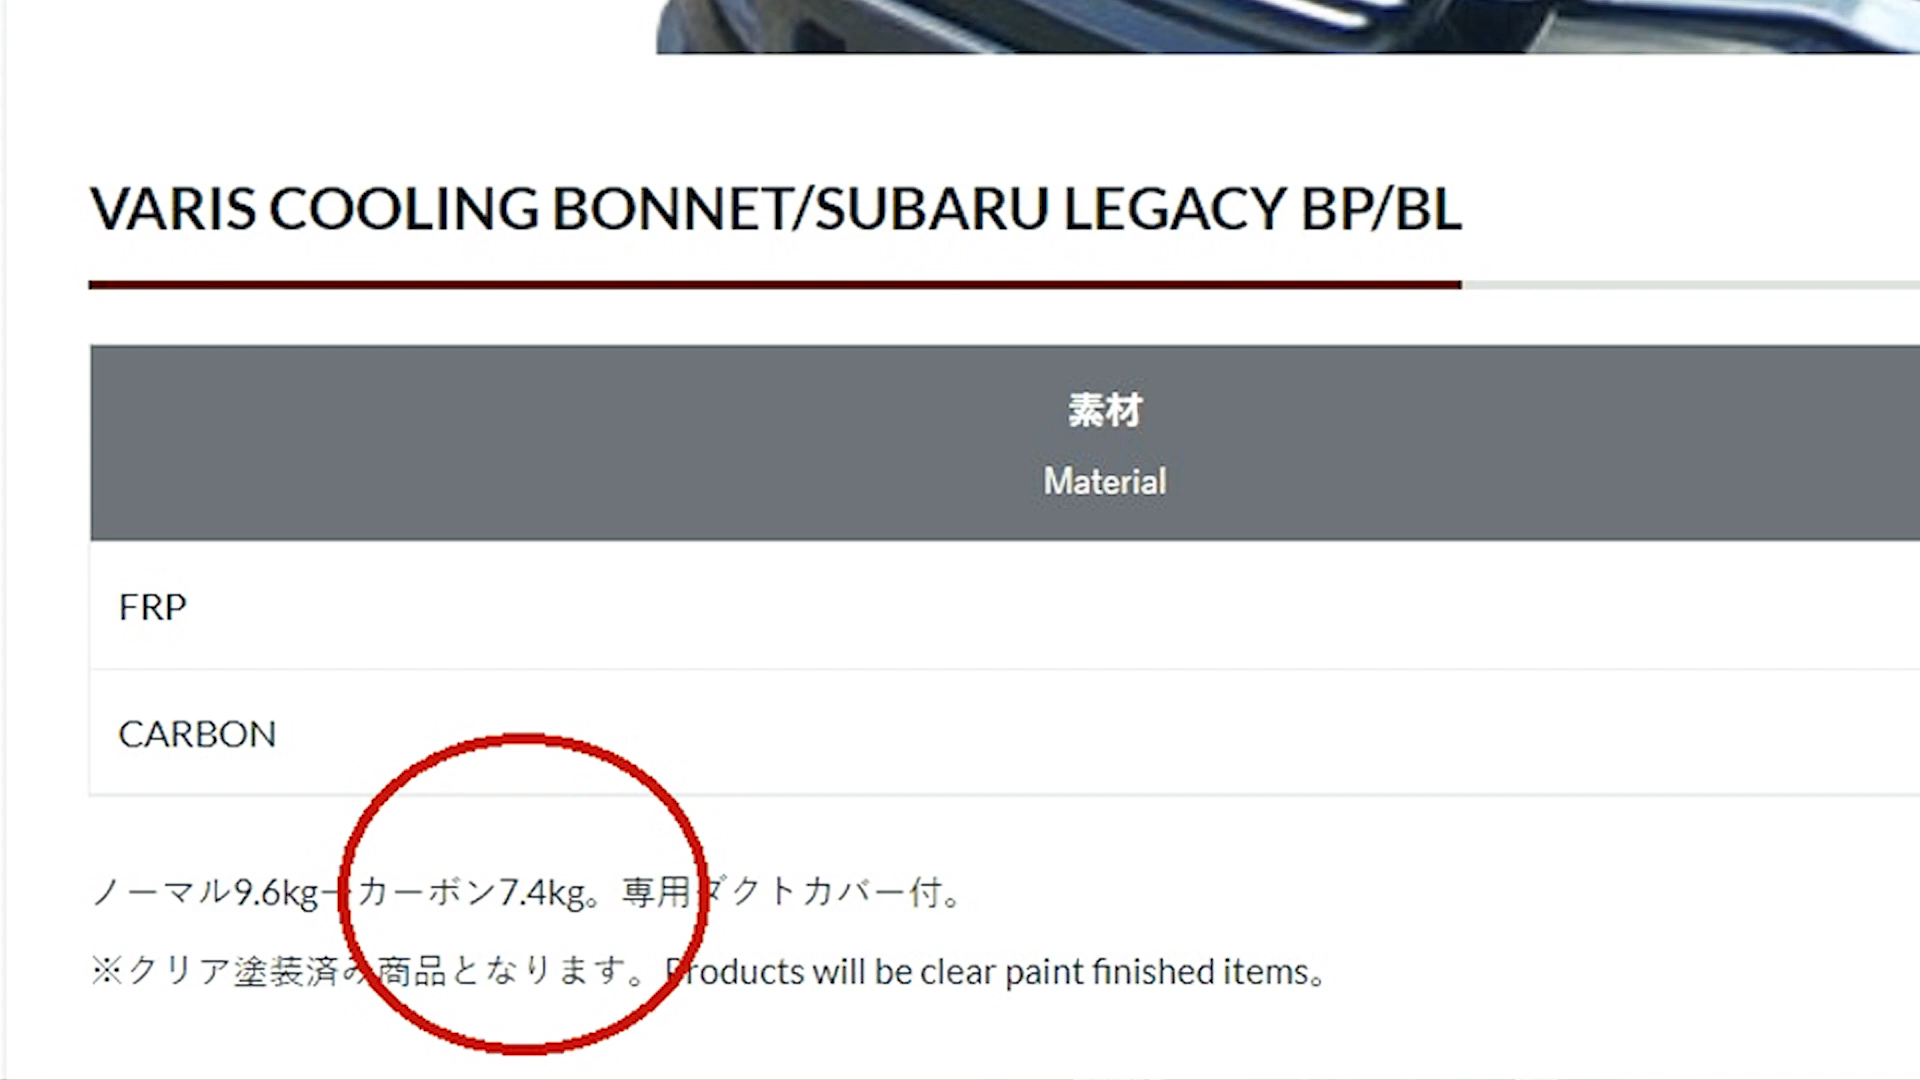 VARIS COOLING BONNET/SUBARU LEGACY BP/BL
素材
Material
FRP
CARBON
ノーマル9.6kg→カーボン7.4kg。専用ダクトカバー付。
※クリア塗装済み商品となります。Products will be clear paint finished items。